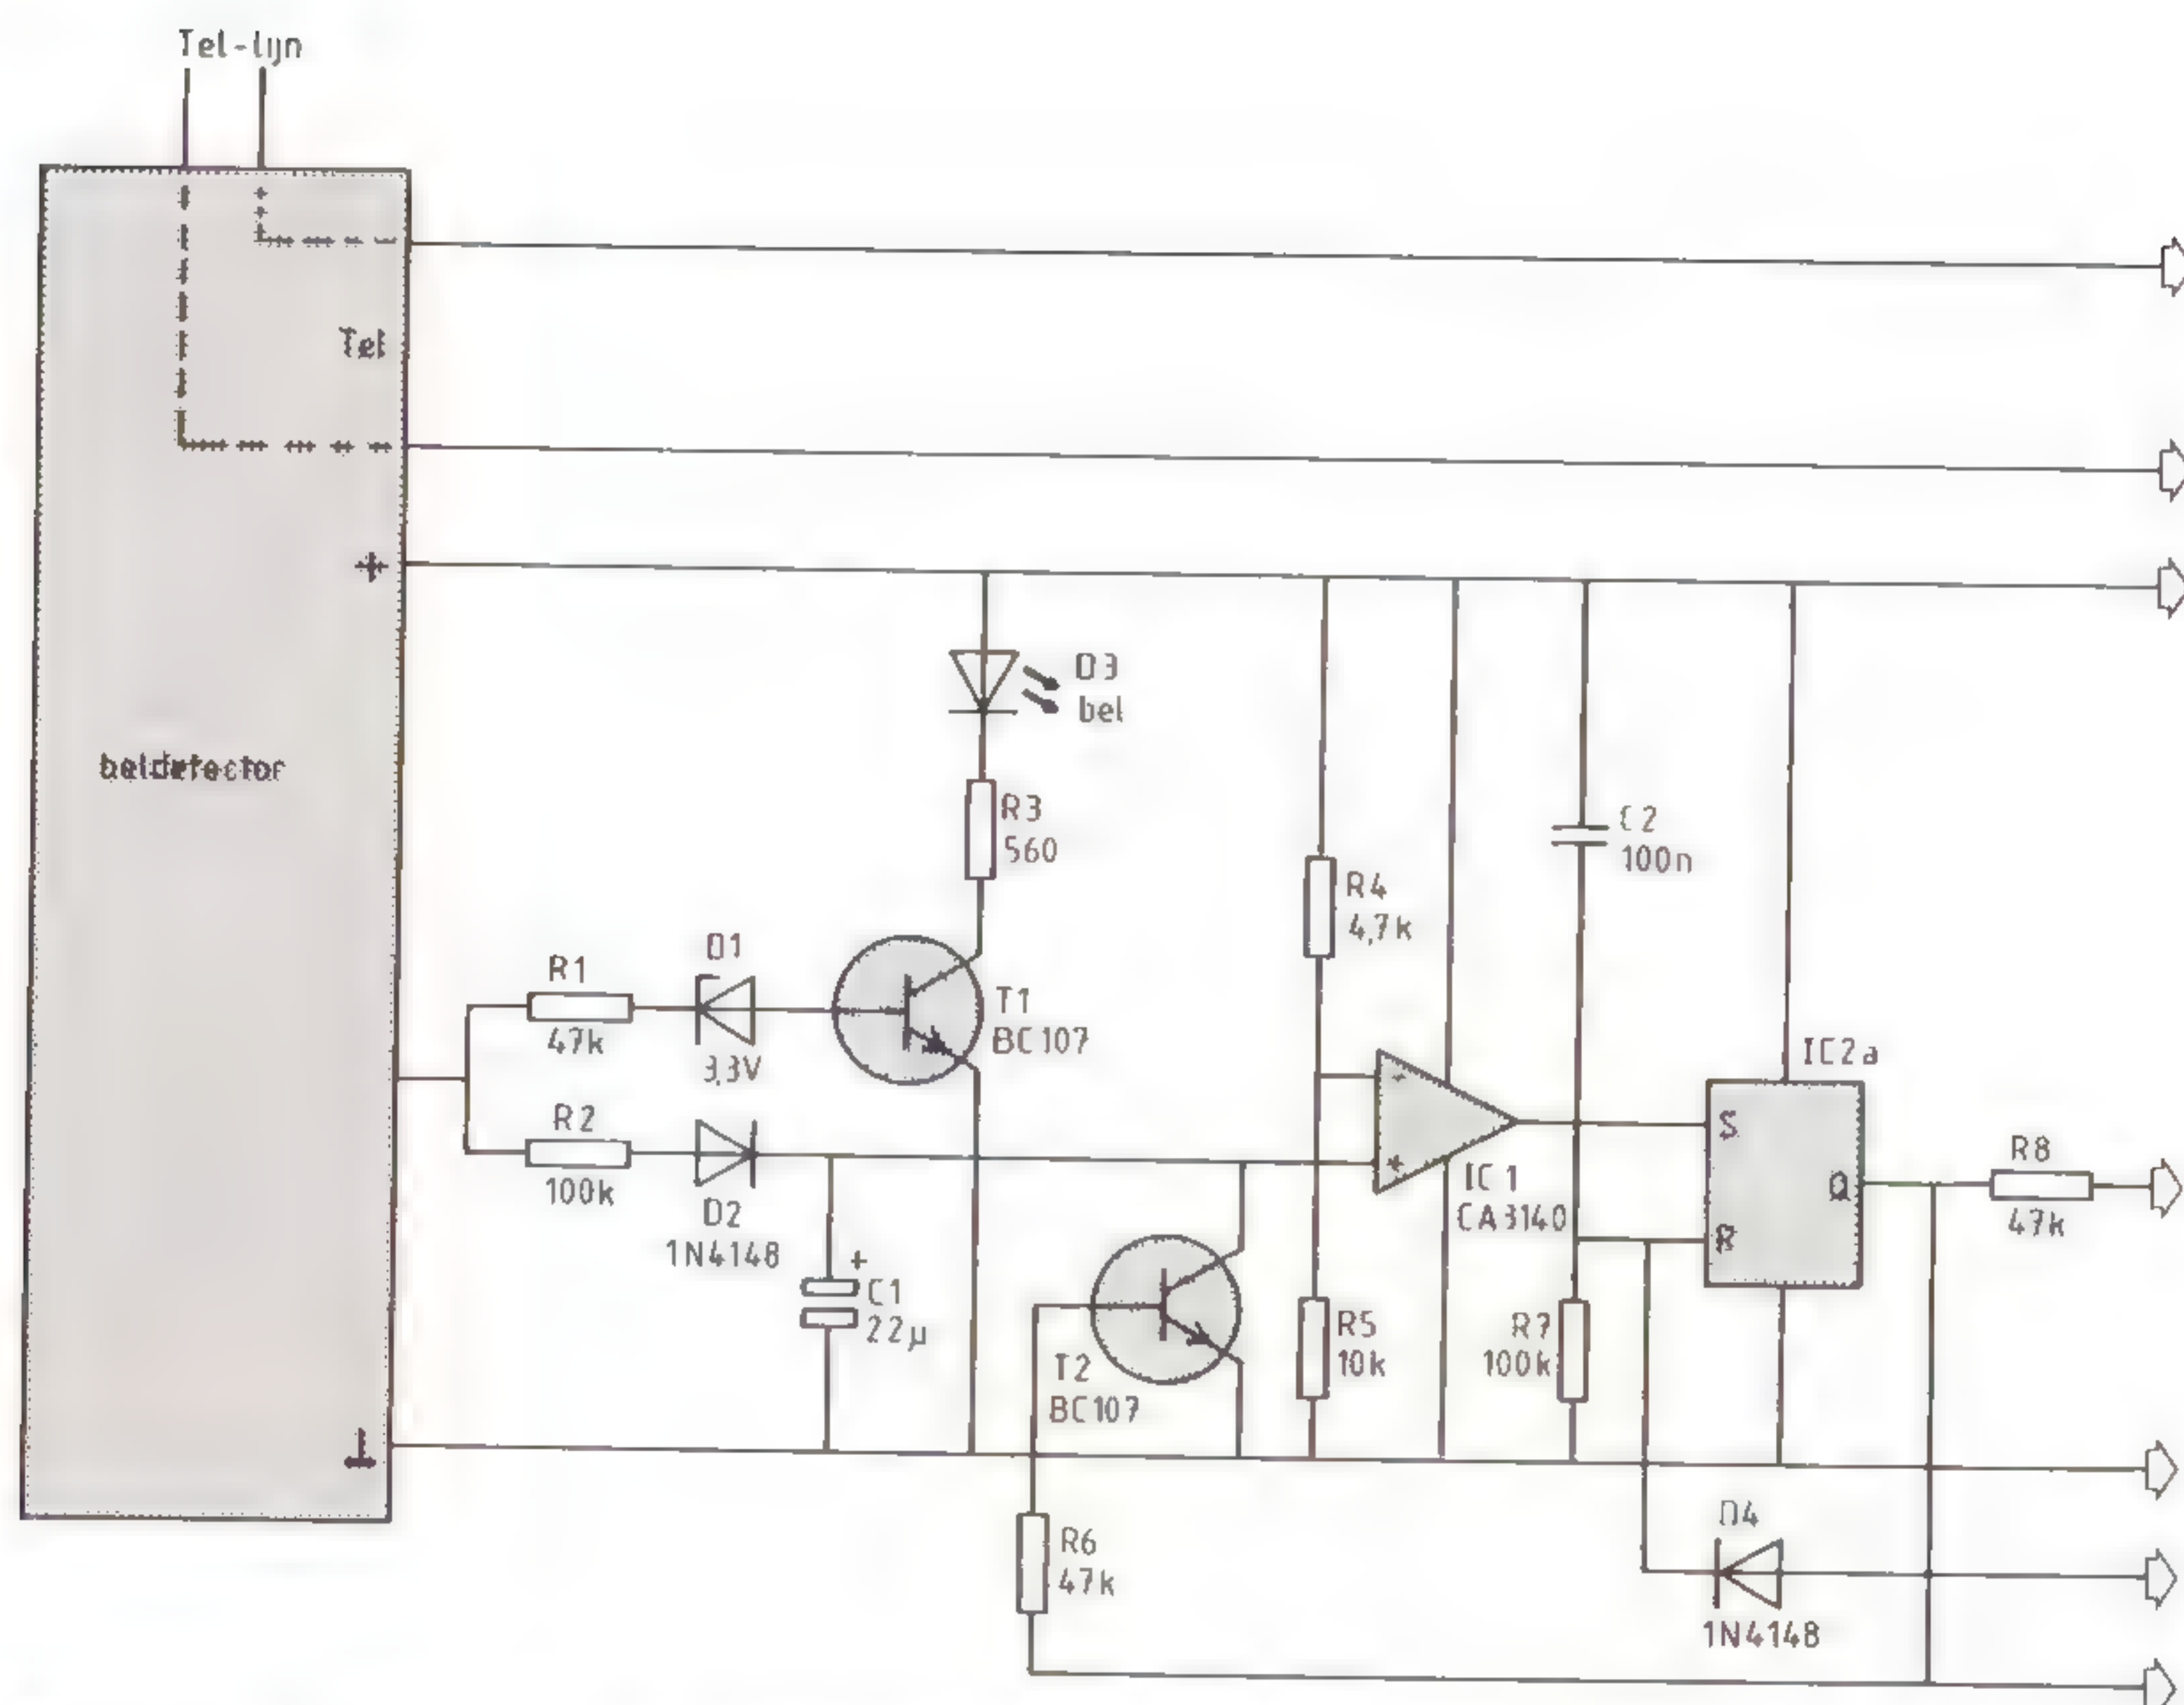 Tel-lijn
Tel
+
beldetector
D3
bel
R3
560
R4
4,7k
C2
100n
R1
47k
D1
3,3V
T1
BC107
R2
100k
D2
1N4148
+
C1
22µ
-
+
IC1
CA3140
IC2a
S
Q
R
R8
47k
T2
BC107
R5
10k
R7
100k
R6
47k
D4
1N4148